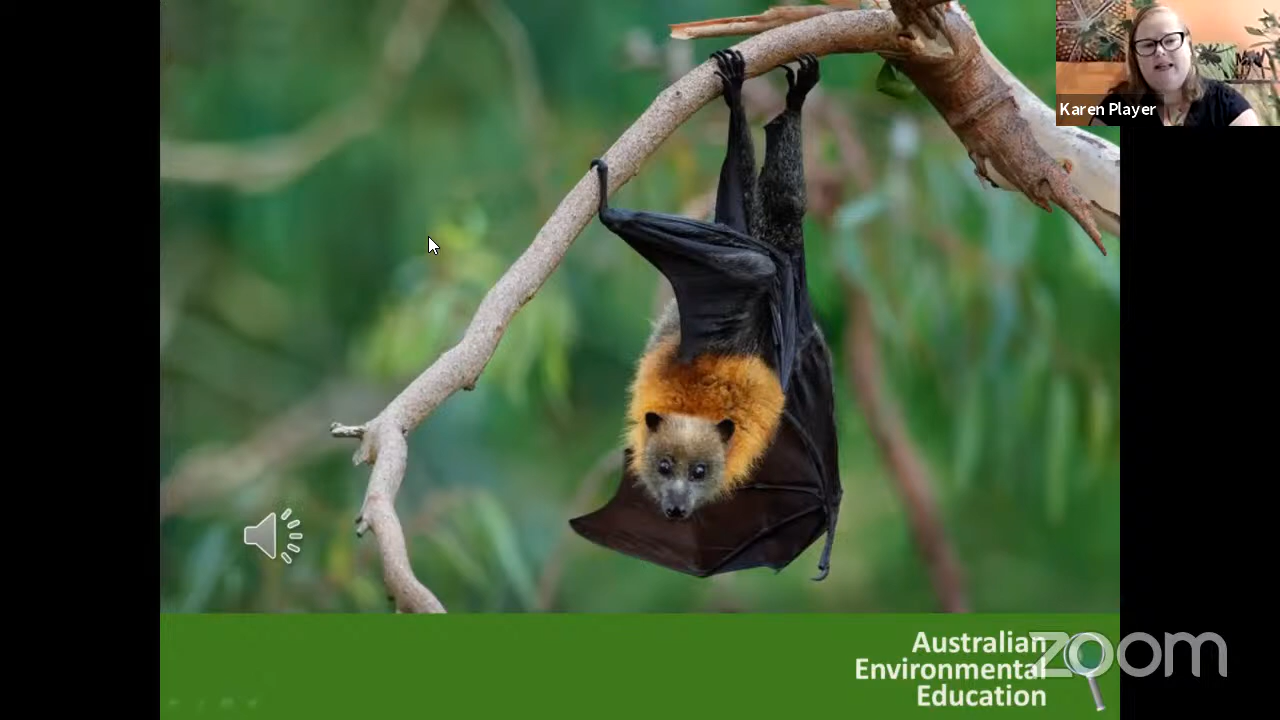 Karen Player
Australian
Environmental
Education
zoom